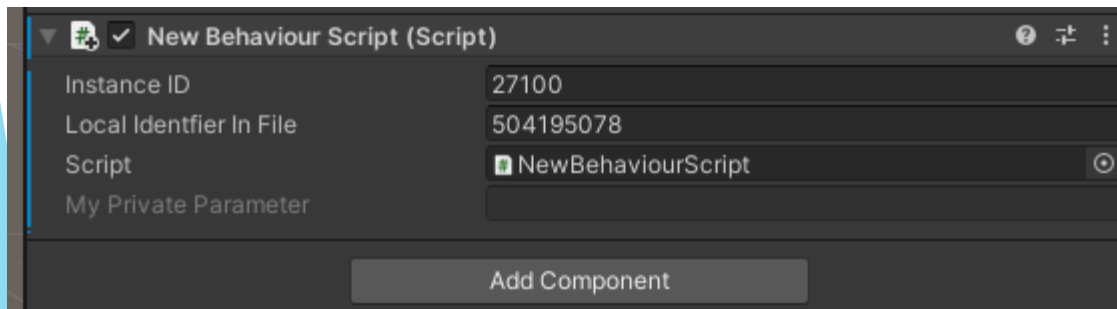 New Behaviour Script (Script)
Instance ID 27100
Local Identfier In File 504195078
Script NewBehaviourScript
My Private Parameter
Add Component